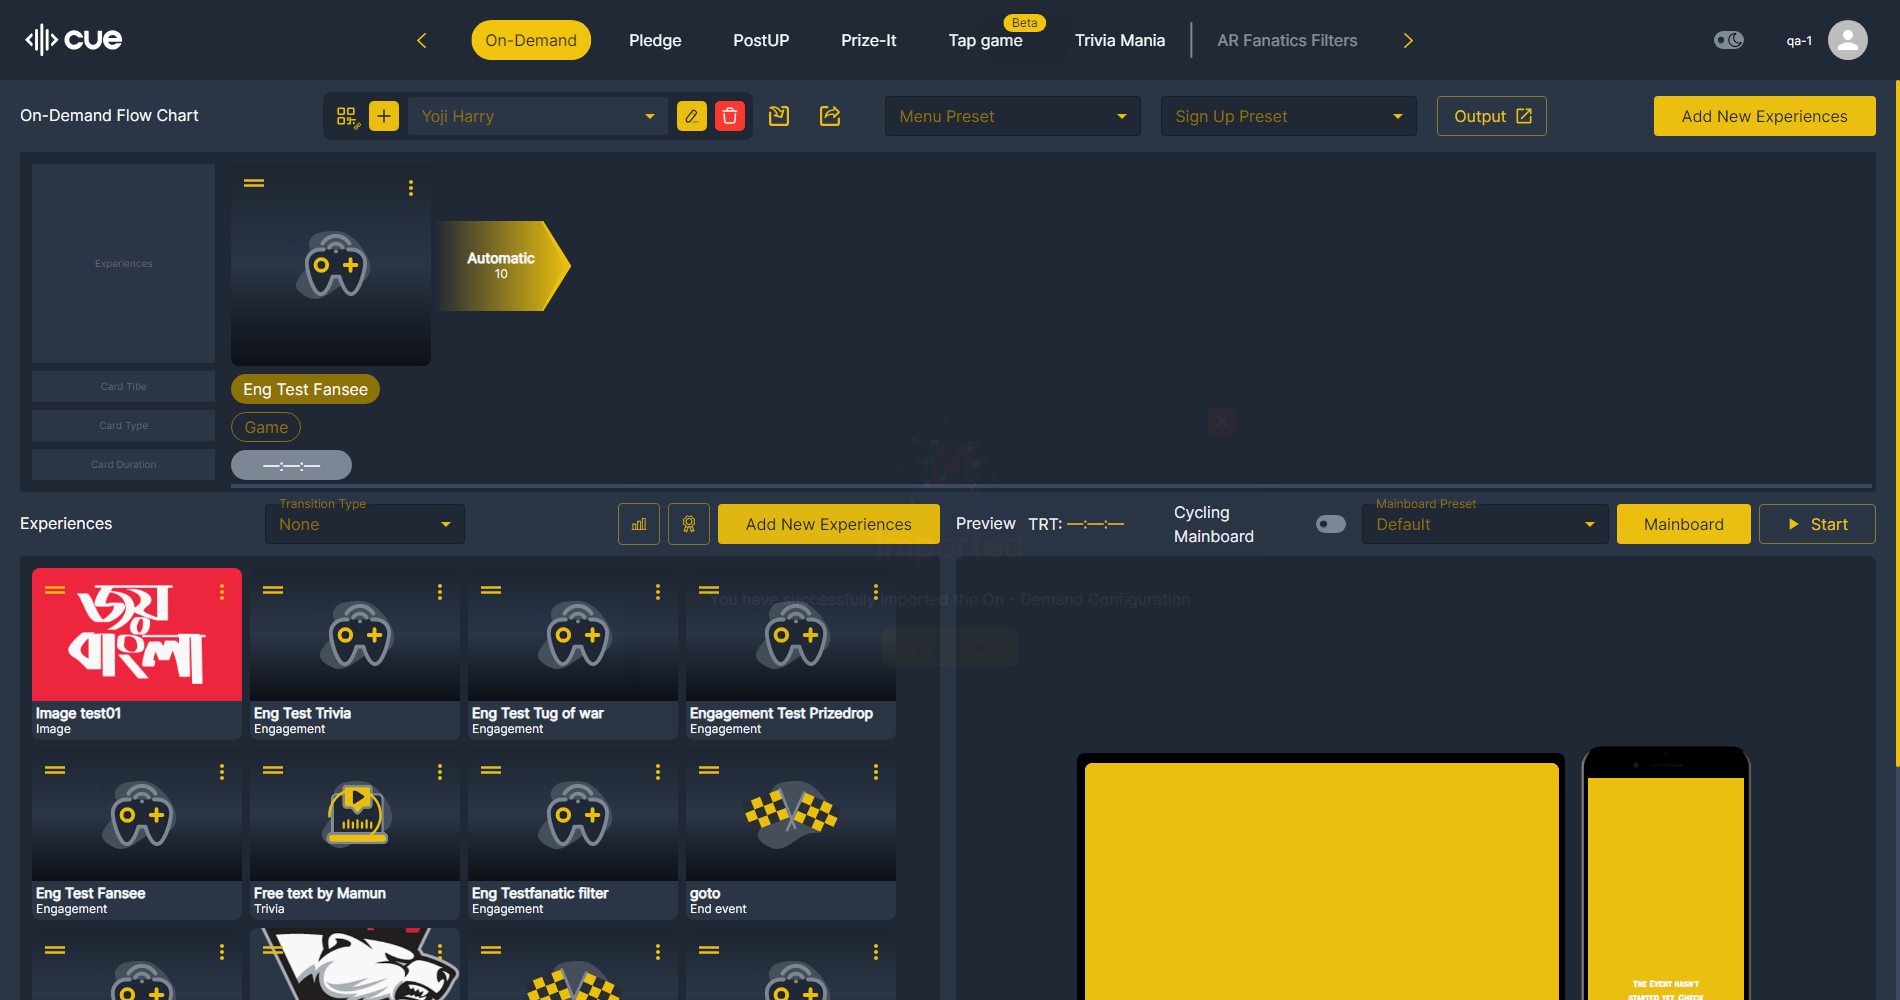 cue
On-Demand
Pledge
PostUP
Prize-It
Tap game
Beta
Trivia Mania
AR Fanatics Filters
qa-1
On-Demand Flow Chart
Yoji Harry
Menu Preset
Sign Up Preset
Output
Add New Experiences
Experiences
Automatic
10
Card Title
Eng Test Fansee
Card Type
Game
Card Duration
—:—:—
Experiences
Transition Type
None
Add New Experiences
Preview
TRT: —:—:—
Cycling
Mainboard
Mainboard Preset
Default
Mainboard
Start
Imported
You have successfully imported the On - Demand Configuration
Continue
জয়
বাংলা
Image test01
Image
Eng Test Trivia
Engagement
Eng Test Tug of war
Engagement
Engagement Test Prizedrop
Engagement
Eng Test Fansee
Engagement
Free text by Mamun
Trivia
Eng Testfanatic filter
Engagement
goto
End event
The Event hasn't
started yet. Check